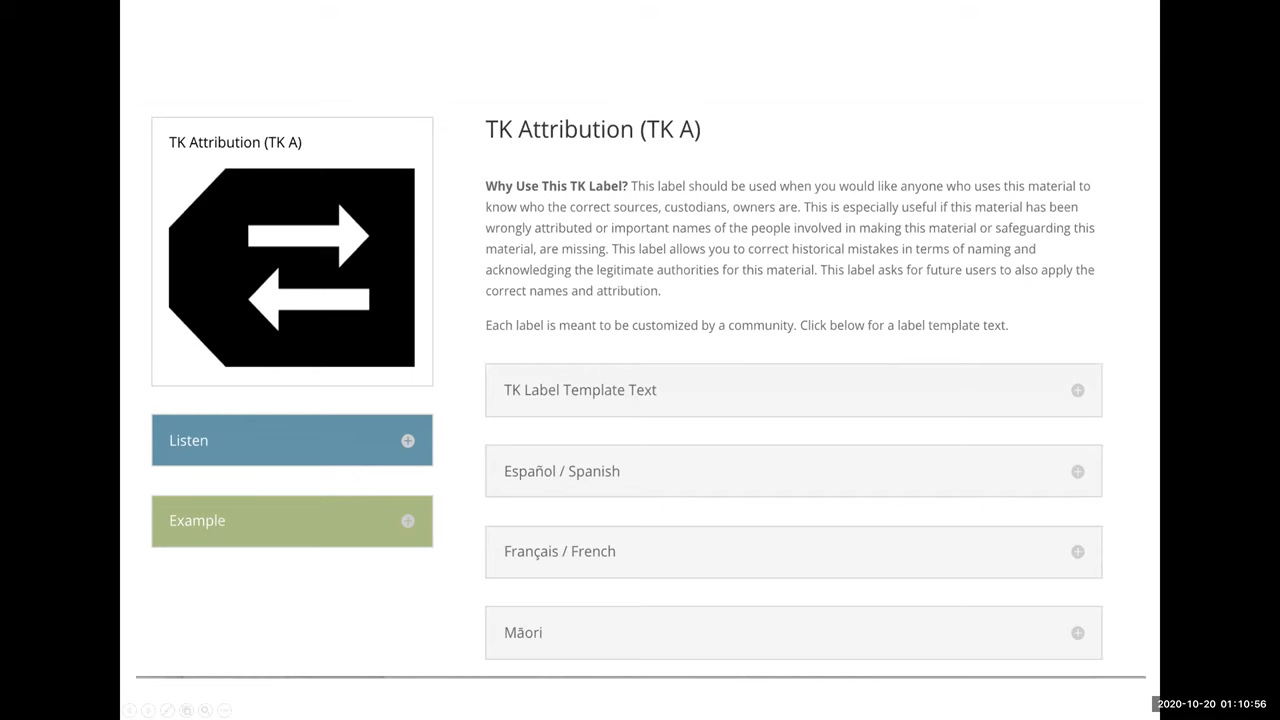 TK Attribution (TK A)
Listen
Example
TK Attribution (TK A)
Why Use This TK Label? This label should be used when you would like anyone who uses this material to
know who the correct sources, custodians, owners are. This is especially useful if this material has been
wrongly attributed or important names of the people involved in making this material or safeguarding this
material, are missing. This label allows you to correct historical mistakes in terms of naming and
acknowledging the legitimate authorities for this material. This label asks for future users to also apply the
correct names and attribution.
Each label is meant to be customized by a community. Click below for a label template text.
TK Label Template Text
Español / Spanish
Français / French
Māori
2020-10-20 01:10:56